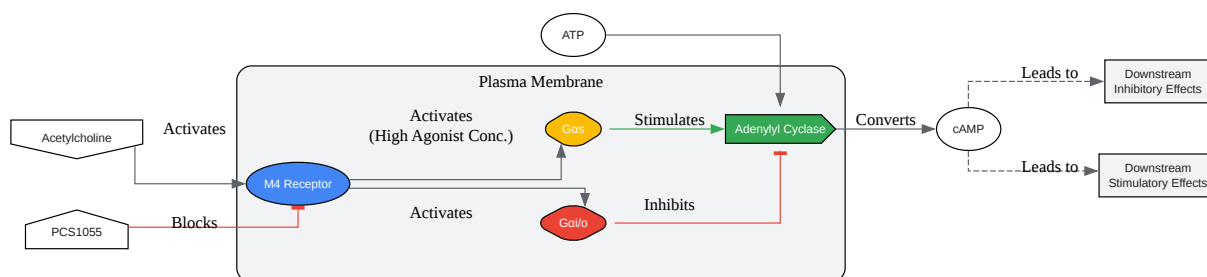 ATP
Plasma Membrane
Leads to
Downstream
Inhibitory Effects
Acetylcholine
Activates
Activates
(High Agonist Conc.)
Gαs
Stimulates
Adenylyl Cyclase
Converts
cAMP
M4 Receptor
Leads to
Downstream
Stimulatory Effects
PCS1055
Blocks
Activates
Gαi/o
Inhibits